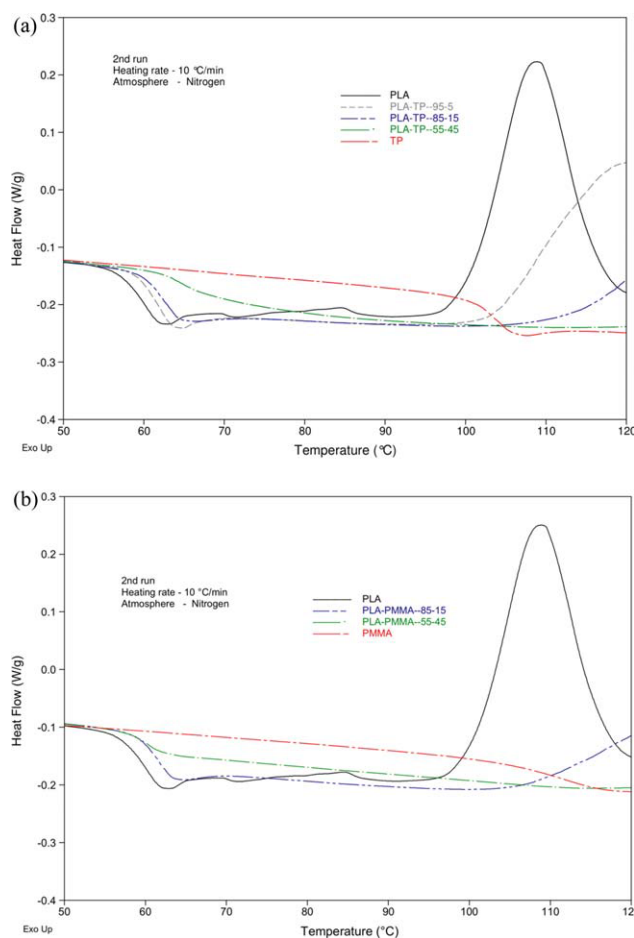 (a)
0.3
0.2
0.1
0.0
-0.1
-0.2
-0.3
-0.4
Heat Flow (W/g)
2nd run
Heating rate - 10 °C/min
Atmosphere - Nitrogen
PLA
PLA-TP--95-5
PLA-TP--85-15
PLA-TP--55-45
TP
50 60 70 80 90 100 110 120
Exo Up
Temperature (°C)
(b)
0.3
0.2
0.1
0.0
-0.1
-0.2
-0.3
-0.4
Heat Flow (W/g)
2nd run
Heating rate - 10 °C/min
Atmosphere - Nitrogen
PLA
PLA-PMMA--85-15
PLA-PMMA--55-45
PMMA
50 60 70 80 90 100 110 120
Exo Up
Temperature (°C)